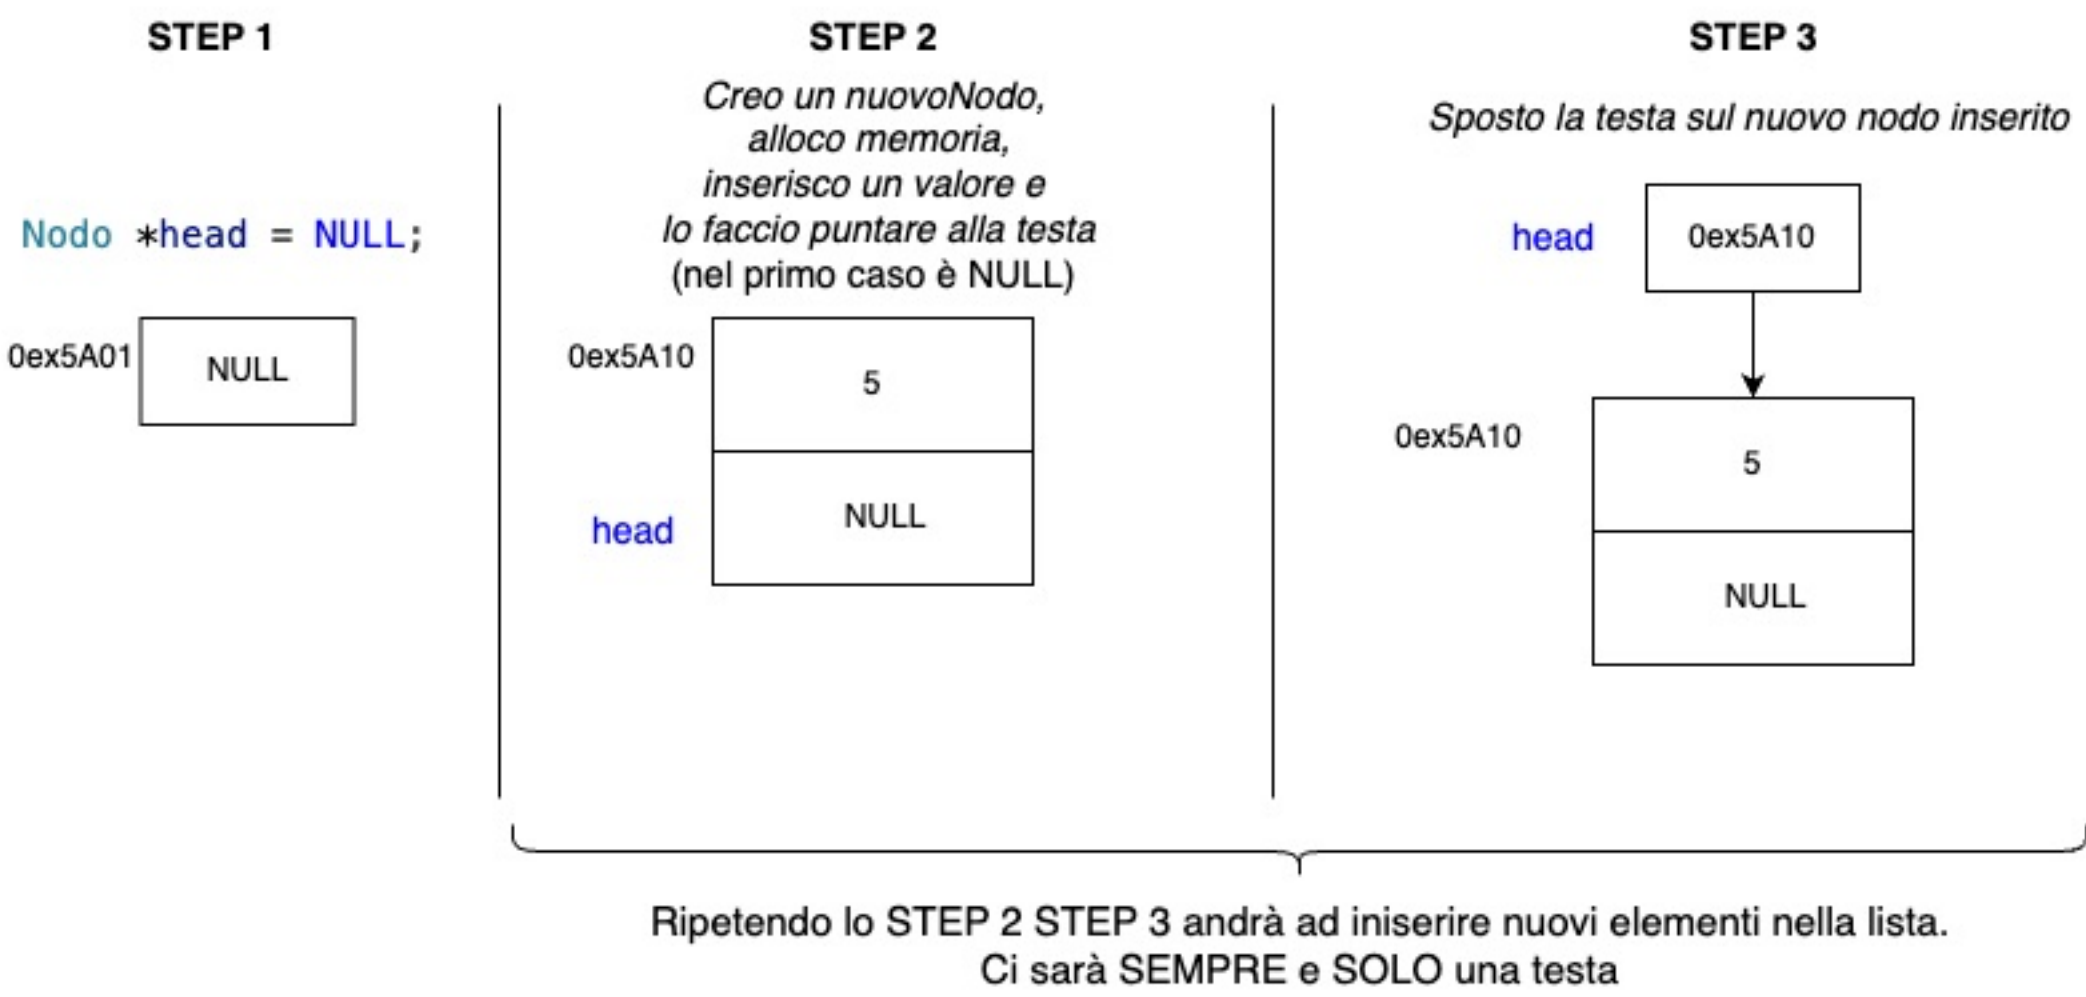 STEP 1
Nodo *head = NULL;
0ex5A01
NULL
STEP 2
Creo un nuovoNodo,
alloco memoria,
inserisco un valore e
lo faccio puntare alla testa
(nel primo caso è NULL)
0ex5A10
5
head
NULL
STEP 3
Sposto la testa sul nuovo nodo inserito
head
0ex5A10
0ex5A10
5
NULL
Ripetendo lo STEP 2 STEP 3 andrà ad iniserire nuovi elementi nella lista.
Ci sarà SEMPRE e SOLO una testa